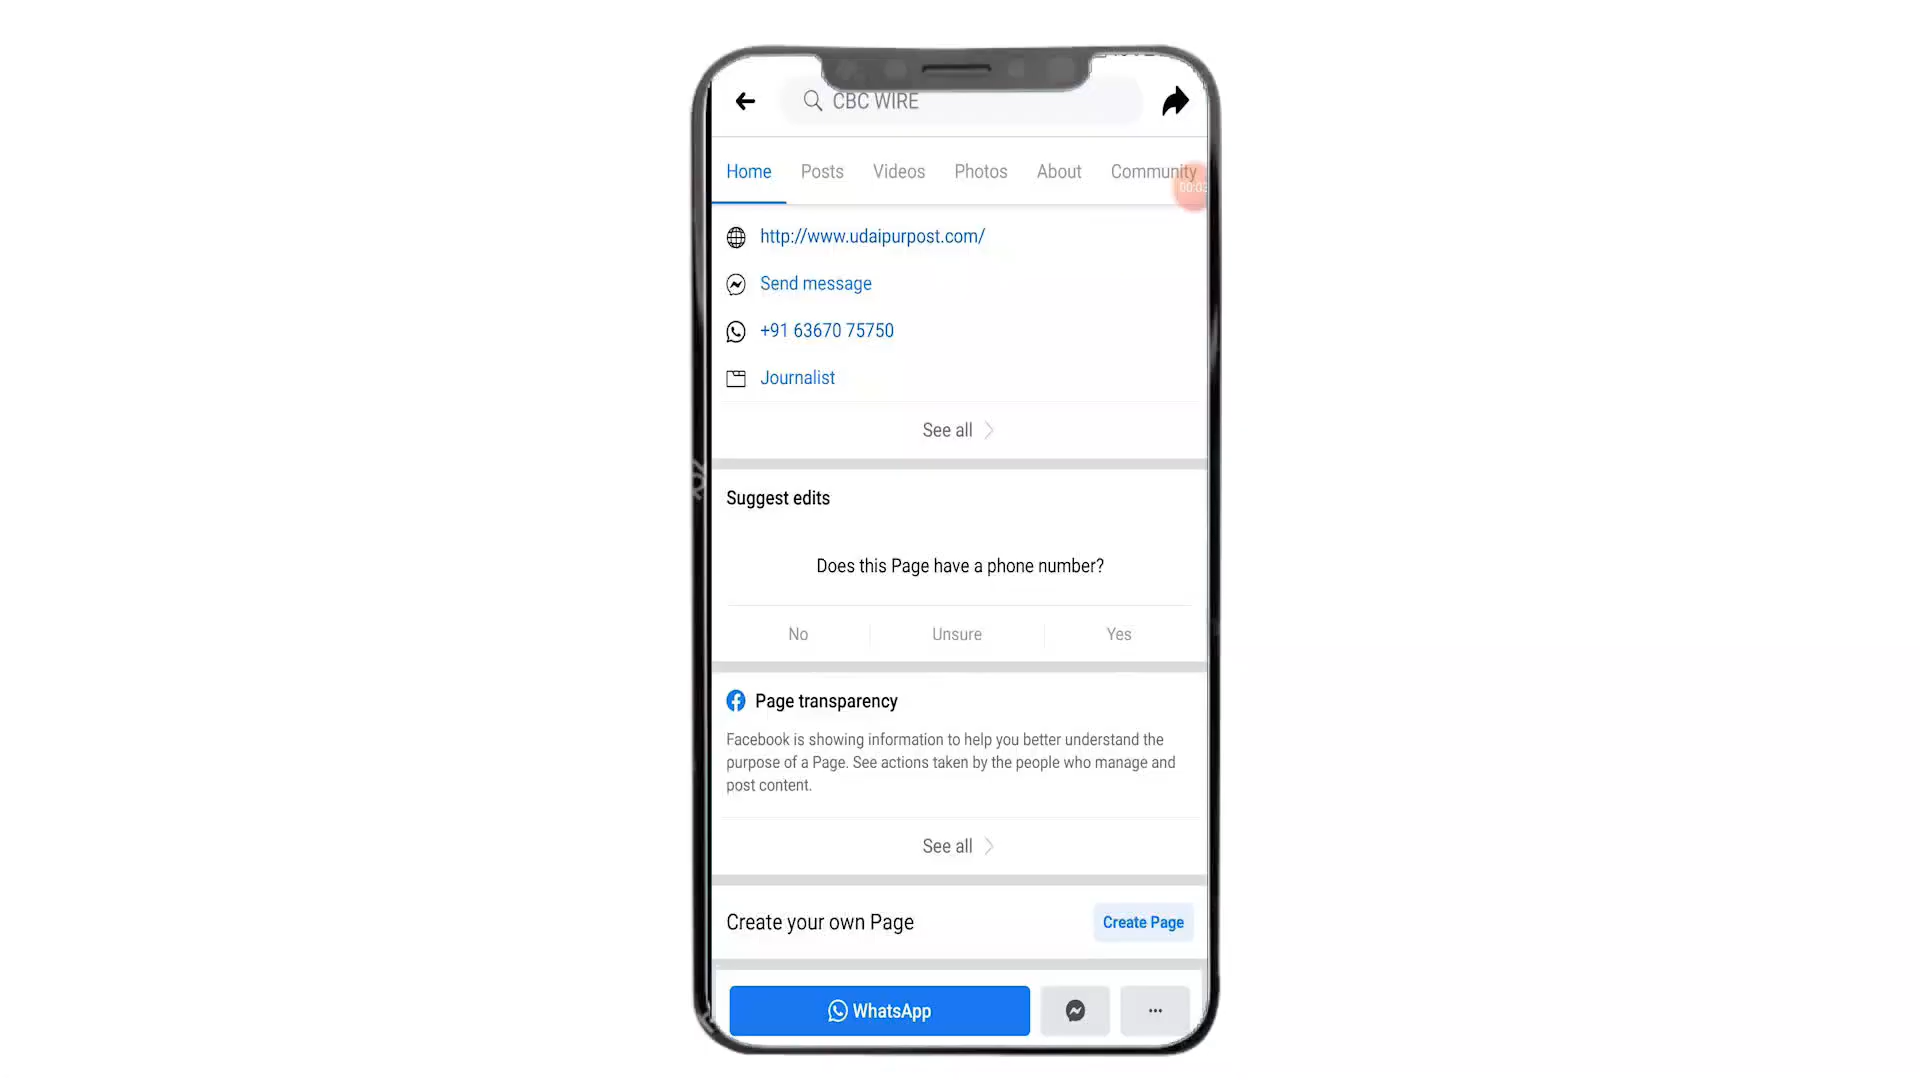 CBC WIRE
Home Posts Videos Photos About Community
00:03
http://www.udaipurpost.com/
Send message
+91 63670 75750
Journalist
See all
Suggest edits
Does this Page have a phone number?
No Unsure Yes
Page transparency
Facebook is showing information to help you better understand the
purpose of a Page. See actions taken by the people who manage and
post content.
See all
Create your own Page Create Page
WhatsApp